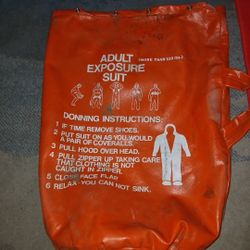 ADULT
EXPOSURE
SUIT
DONNING INSTRUCTIONS:
1 IF TIME REMOVE SHOES.
2 PUT SUIT ON AS YOU WOULD
A PAIR OF COVERALLS.
3 PULL HOOD OVER HEAD.
4 PULL ZIPPER UP TAKING CARE
THAT CLOTHING IS NOT
CAUGHT IN ZIPPER.
5 CLOSE FACE FLAP
6 RELAX-YOU CAN NOT SINK.